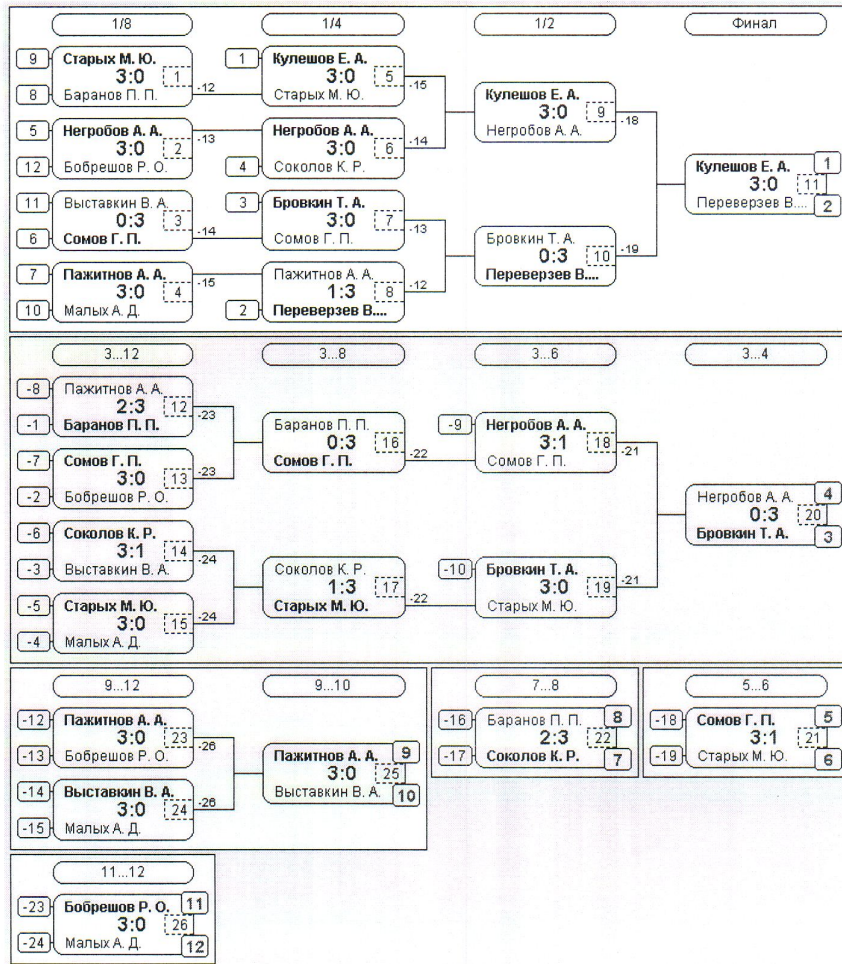 1/8 1/4 1/2 Финал
9 Старых М. Ю. 1 Кулешов Е. А.
3:0 1 3:0 5 -15
8 Баранов П. П. -12 Старых М. Ю.
Кулешов Е. А.
3:0 9 -18
Негробов А. А.
5 Негробов А. А. -13 Негробов А. А. -14
3:0 2 3:0 6
12 Бобрешов Р. О. 4 Соколов К. Р.
Кулешов Е. А. 1
3:0 11
Переверзев В.... 2
11 Выставкин В. А. 3 Бровкин Т. А.
0:3 3 3:0 7 -13
6 Сомов Г. П. -14 Сомов Г. П.
Бровкин Т. А.
0:3 10 -19
Переверзев В....
7 Пажитнов А. А. -15 Пажитнов А. А. -12
3:0 4 1:3 8
10 Малых А. Д. 2 Переверзев В....
3...12 3...8 3...6 3...4
-8 Пажитнов А. А.
2:3 12 -23
-1 Баранов П. П.
Баранов П. П. -9 Негробов А. А.
0:3 16 3:1 18 -21
Сомов Г. П. -22 Сомов Г. П.
-7 Сомов Г. П. -23
3:0 13
-2 Бобрешов Р. О.
Негробов А. А. 4
0:3 20
Бровкин Т. А. 3
-6 Соколов К. Р.
3:1 14 -24
-3 Выставкин В. А.
Соколов К. Р. -10 Бровкин Т. А.
1:3 17 3:0 19 -21
Старых М. Ю. -22 Старых М. Ю.
-5 Старых М. Ю. -24
3:0 15
-4 Малых А. Д.
9...12 9...10 7...8 5...6
-12 Пажитнов А. А. -16 Баранов П. П. 8 -18 Сомов Г. П. 5
3:0 23 -26 2:3 22 3:1 21
-13 Бобрешов Р. О. -17 Соколов К. Р. 7 -19 Старых М. Ю. 6
Пажитнов А. А. 9
3:0 25
Выставкин В. А. 10
-14 Выставкин В. А.
3:0 24 -26
-15 Малых А. Д.
11...12
-23 Бобрешов Р. О. 11
3:0 26
-24 Малых А. Д. 12